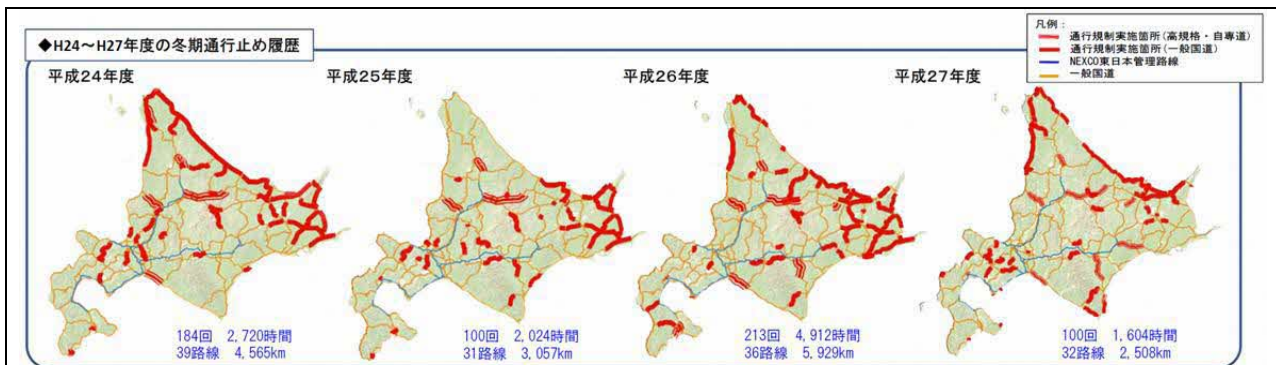 ◆H24～H27年度の冬期通行止め履歴
凡例：
通行規制実施箇所(高規格・自専道)
通行規制実施箇所(一般国道)
NEXCO東日本管理路線
一般国道
平成24年度
平成25年度
平成26年度
平成27年度
184回 2,720時間
39路線 4,565km
100回 2,024時間
31路線 3,057km
213回 4,912時間
36路線 5,929km
100回 1,604時間
32路線 2,508km